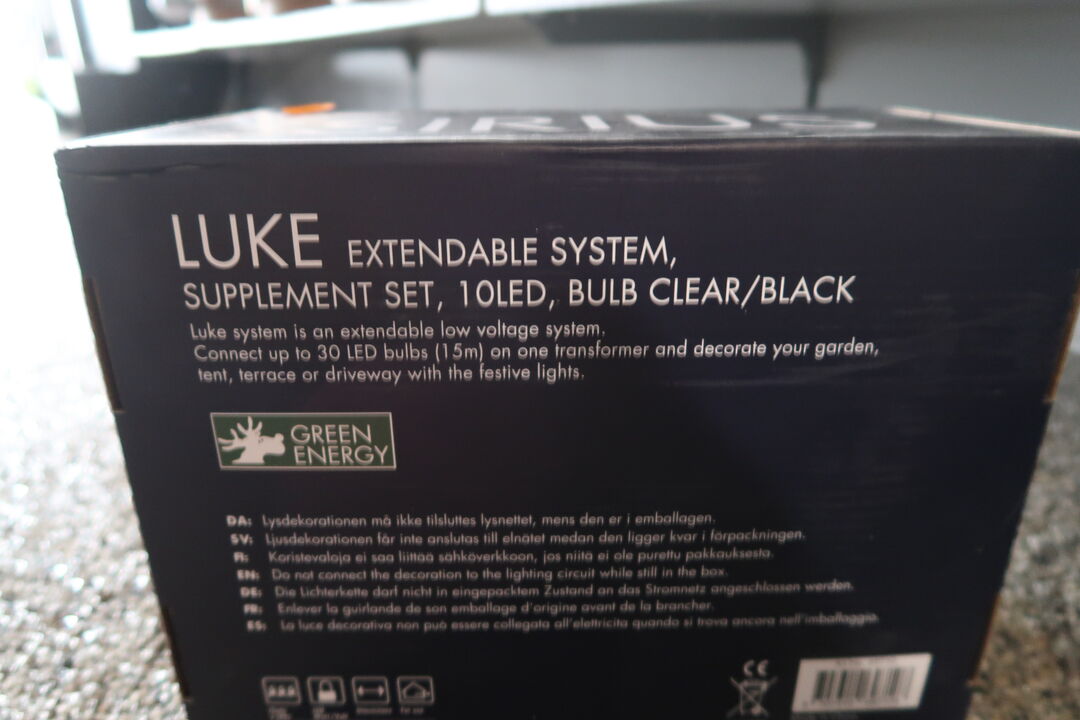 SIRIUS
LUKE EXTENDABLE SYSTEM,
SUPPLEMENT SET, 10LED, BULB CLEAR/BLACK
Luke system is an extendable low voltage system.
Connect up to 30 LED bulbs (15m) on one transformer and decorate your garden,
tent, terrace or driveway with the festive lights.
GREEN
ENERGY
DA: Lysdekorationen må ikke tilsluttes lysnettet, mens den er i emballagen.
SV: Ljusdekorationen får inte anslutas till elnätet medan den ligger kvar i förpackningen.
FI: Koristevaloja ei saa liittää sähköverkkoon, jos niitä ei ole purettu pakkauksesta.
EN: Do not connect the decoration to the lighting circuit while still in the box.
DE: Die Lichterkette darf nicht in eingepacktem Zustand an das Stromnetz angeschlossen werden.
FR: Enlever la guirlande de son emballage d'origine avant de la brancher.
ES: La luce decorativa non può essere collegata all'elettricita quando si trova ancora nell'imballaggio.
CE